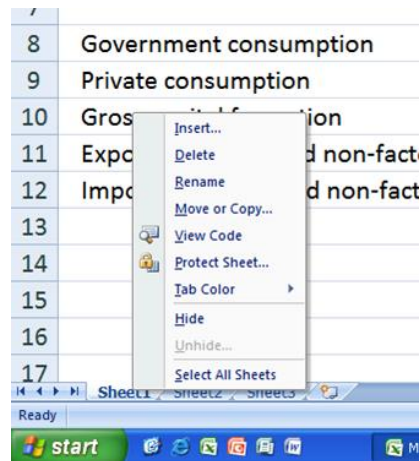 8 Government consumption
9 Private consumption
10 Gros ion
11 Expo d non-fact
12 Impo d non-fact
13
14
15
16
17
Insert...
Delete
Rename
Move or Copy...
View Code
Protect Sheet...
Tab Color
Hide
Unhide...
Select All Sheets
Sheet1 Sheet2 Sheet3
Ready
start M